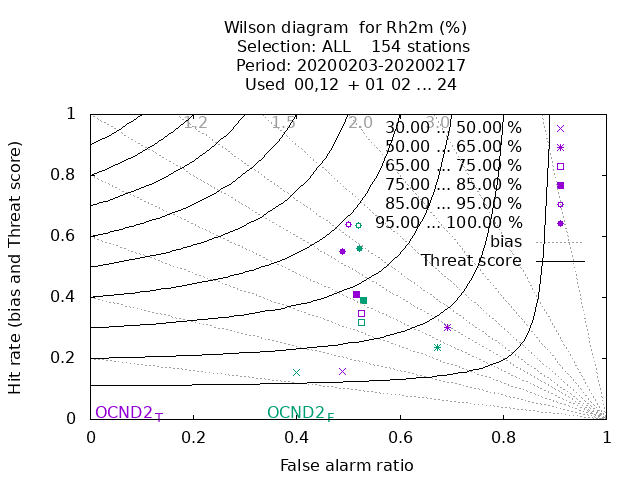 Wilson diagram for Rh2m (%)
Selection: ALL 154 stations
Period: 20200203-20200217
Used 00,12 + 01 02 ... 24
Hit rate (bias and Threat score)
1
0.8
0.6
0.4
0.2
0
1.2 1.5 2.0 3.0
30.00 ... 50.00 %
50.00 ... 65.00 %
65.00 ... 75.00 %
75.00 ... 85.00 %
85.00 ... 95.00 %
95.00 ... 100.00 %
bias
Threat score
OCND2_T OCND2_F
0 0.2 0.4 0.6 0.8 1
False alarm ratio